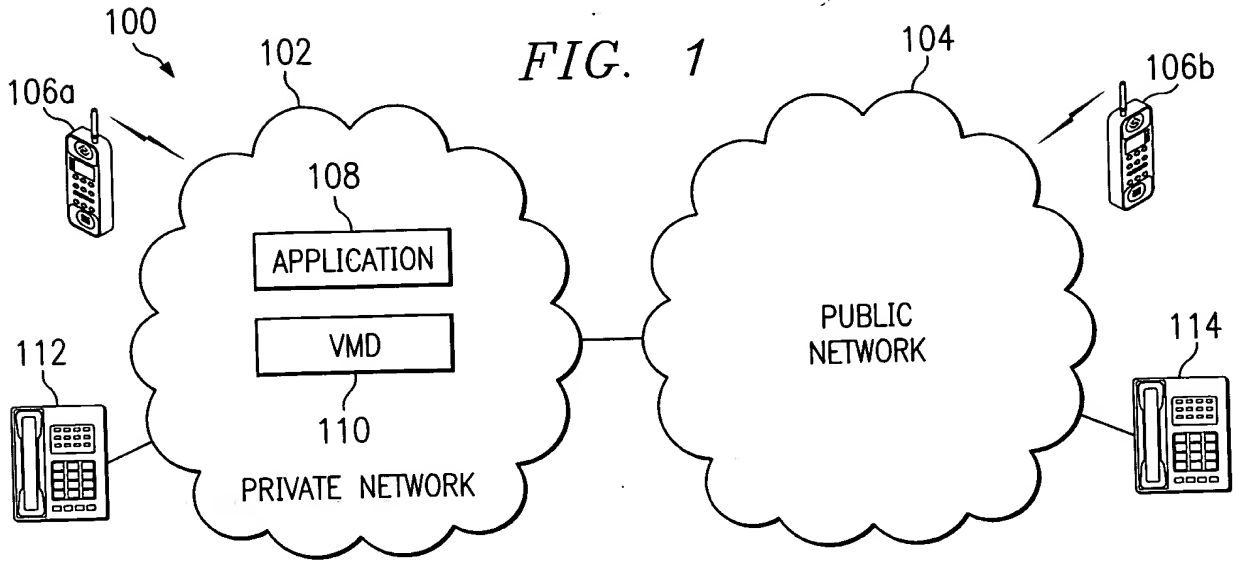 100
102
FIG. 1
104
106a
106b
108
APPLICATION
VMD
110
PRIVATE NETWORK
112
PUBLIC
NETWORK
114